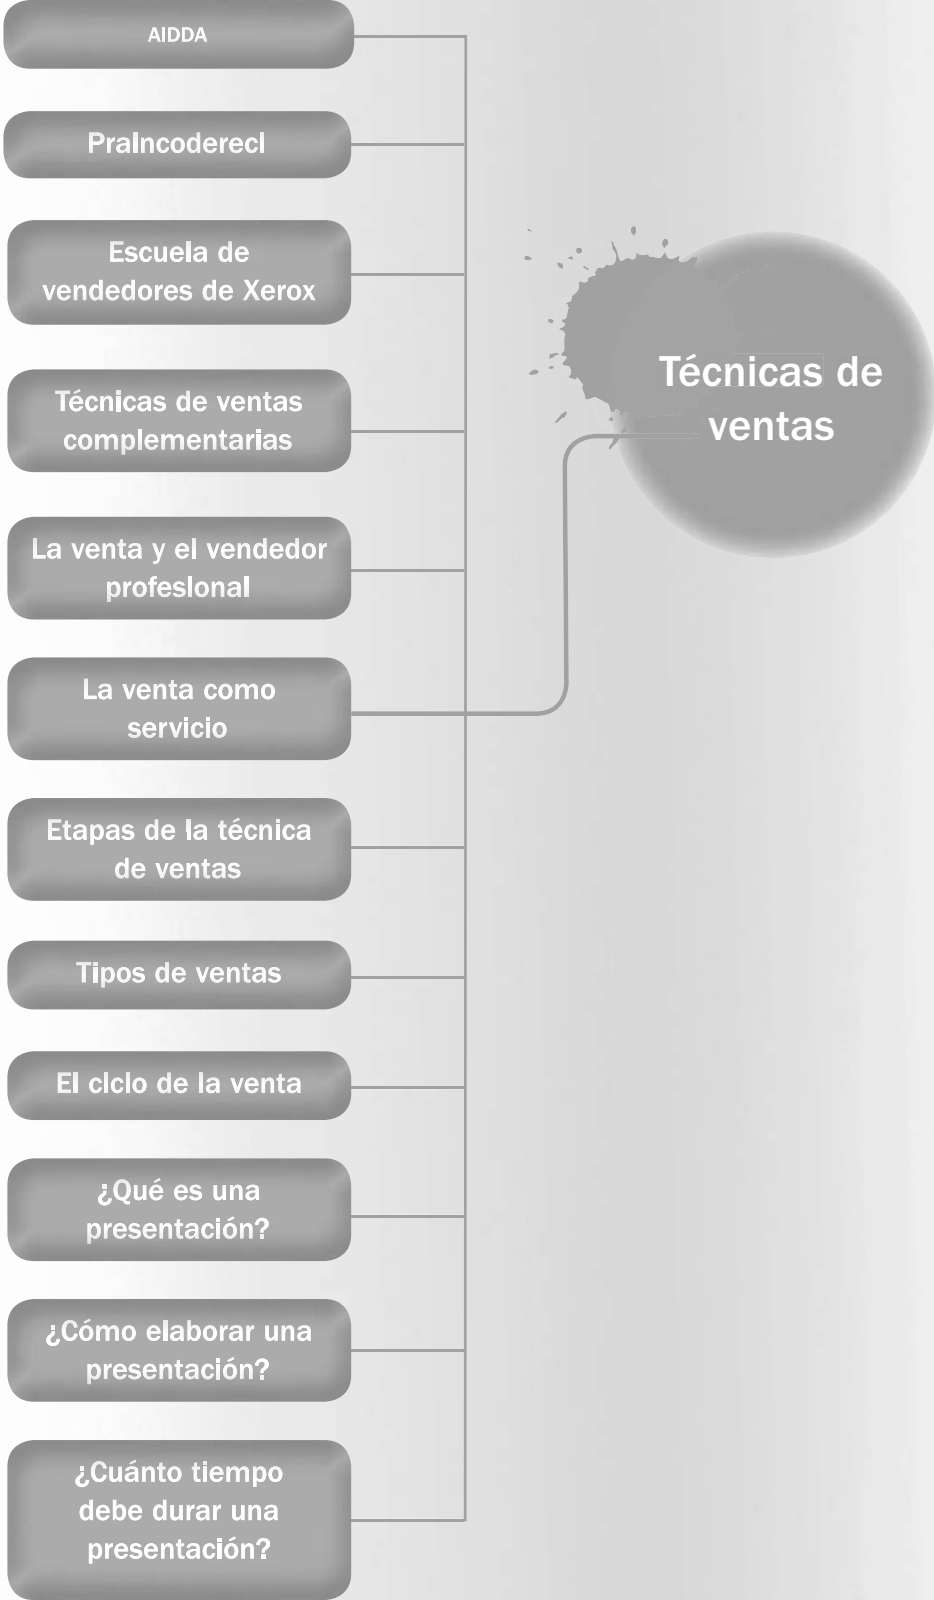 AIDDA
PraIncodereci
Escuela de
vendedores de Xerox
Técnicas de ventas
complementarias
La venta y el vendedor
profesional
La venta como
servicio
Etapas de la técnica
de ventas
Tipos de ventas
El ciclo de la venta
¿Qué es una
presentación?
¿Cómo elaborar una
presentación?
¿Cuánto tiempo
debe durar una
presentación?
Técnicas de
ventas